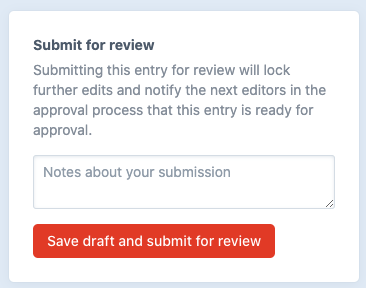 Submit for review
Submitting this entry for review will lock
further edits and notify the next editors in the
approval process that this entry is ready for
approval.
Notes about your submission
Save draft and submit for review